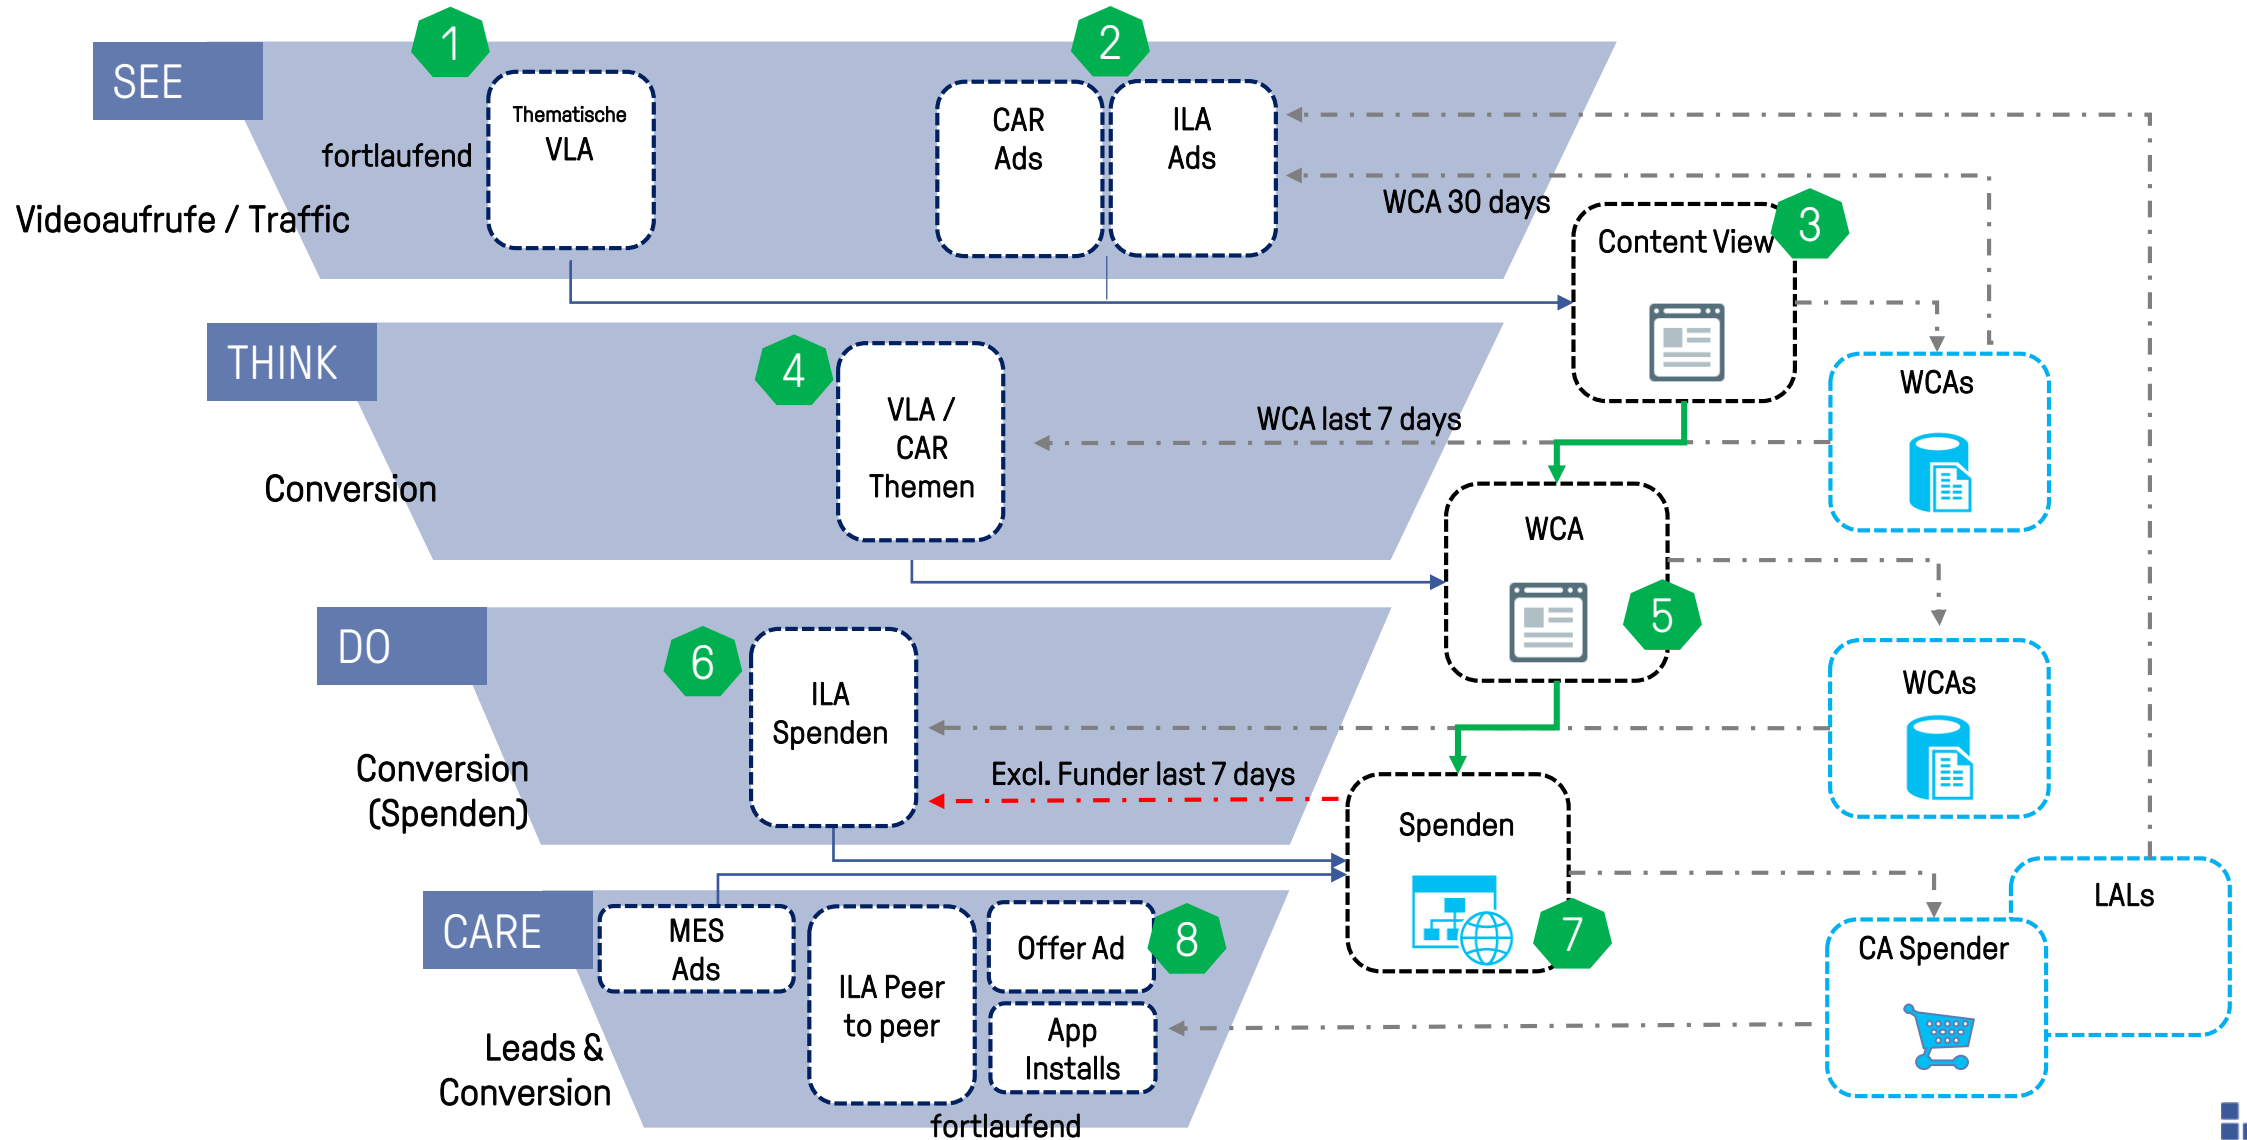 1
2
SEE
Thematische
VLA
CAR
Ads
ILA
Ads
fortlaufend
Videoaufrufe / Traffic
WCA 30 days
Content View
3
THINK
4
VLA /
CAR
Themen
WCA last 7 days
WCAs
Conversion
WCA
5
DO
6
ILA
Spenden
WCAs
Excl. Funder last 7 days
Conversion
(Spenden)
Spenden
7
CARE
MES
Ads
ILA Peer
to peer
Offer Ad
8
App
Installs
LALs
CA Spender
Leads &
Conversion
fortlaufend